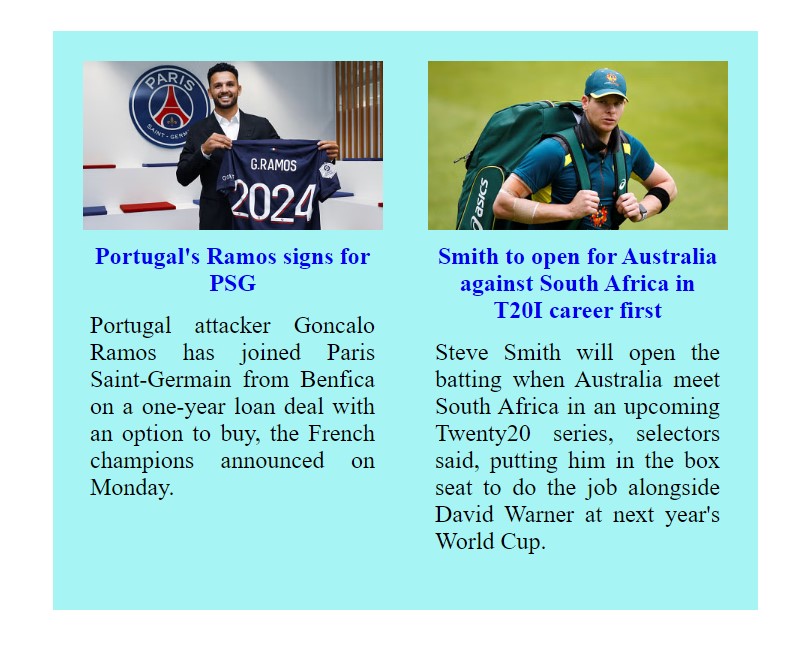 PARIS
SAINT-GERMAIN
G.RAMOS
2024
asics
Portugal's Ramos signs for
PSG
Portugal attacker Goncalo
Ramos has joined Paris
Saint-Germain from Benfica
on a one-year loan deal with
an option to buy, the French
champions announced on
Monday.
Smith to open for Australia
against South Africa in
T20I career first
Steve Smith will open the
batting when Australia meet
South Africa in an upcoming
Twenty20 series, selectors
said, putting him in the box
seat to do the job alongside
David Warner at next year's
World Cup.